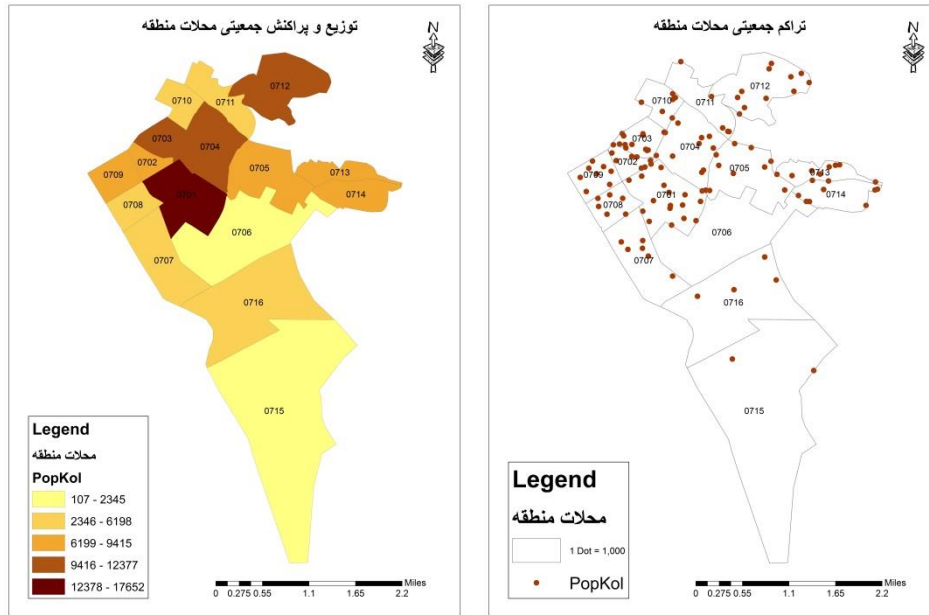 توزیع و پراکنش جمعیتی محلات منطقه
N
0712
0710
0711
0703
0704
0702
0705
0709
0713
0714
0701
0708
0706
0707
0716
0715
Legend
محلات منطقه
PopKol
107 - 2345
2346 - 6198
6199 - 9415
9416 - 12377
12378 - 17652
Miles
0 0.275 0.55 1.1 1.65 2.2
تراکم جمعیتی محلات منطقه
N
0712
0710
0711
0703
0704
0702
0705
0709
0713
0714
0701
0708
0706
0707
0716
0715
Legend
محلات منطقه
1 Dot = 1,000
PopKol
Miles
0 0.275 0.55 1.1 1.65 2.2